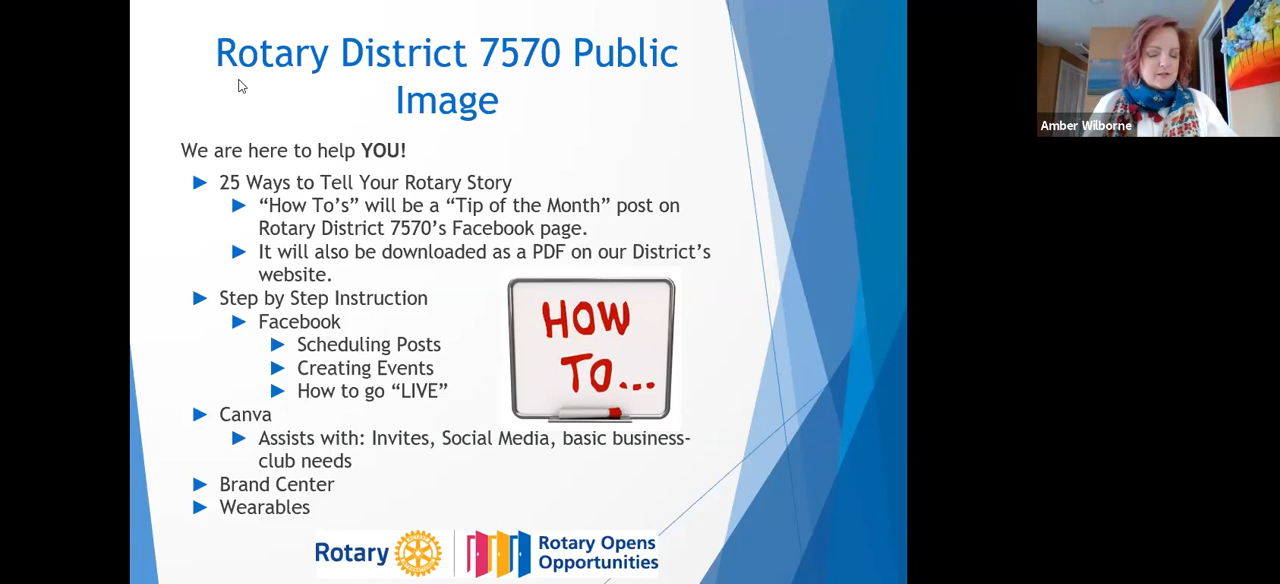 Rotary District 7570 Public
Image
We are here to help YOU!
25 Ways to Tell Your Rotary Story
“How To’s” will be a “Tip of the Month” post on
Rotary District 7570’s Facebook page.
It will also be downloaded as a PDF on our District’s
website.
Step by Step Instruction
Facebook
Scheduling Posts
Creating Events
How to go “LIVE”
HOW
TO...
Canva
Assists with: Invites, Social Media, basic business-
club needs
Brand Center
Wearables
Rotary
Rotary Opens
Opportunities
Amber Wilborne